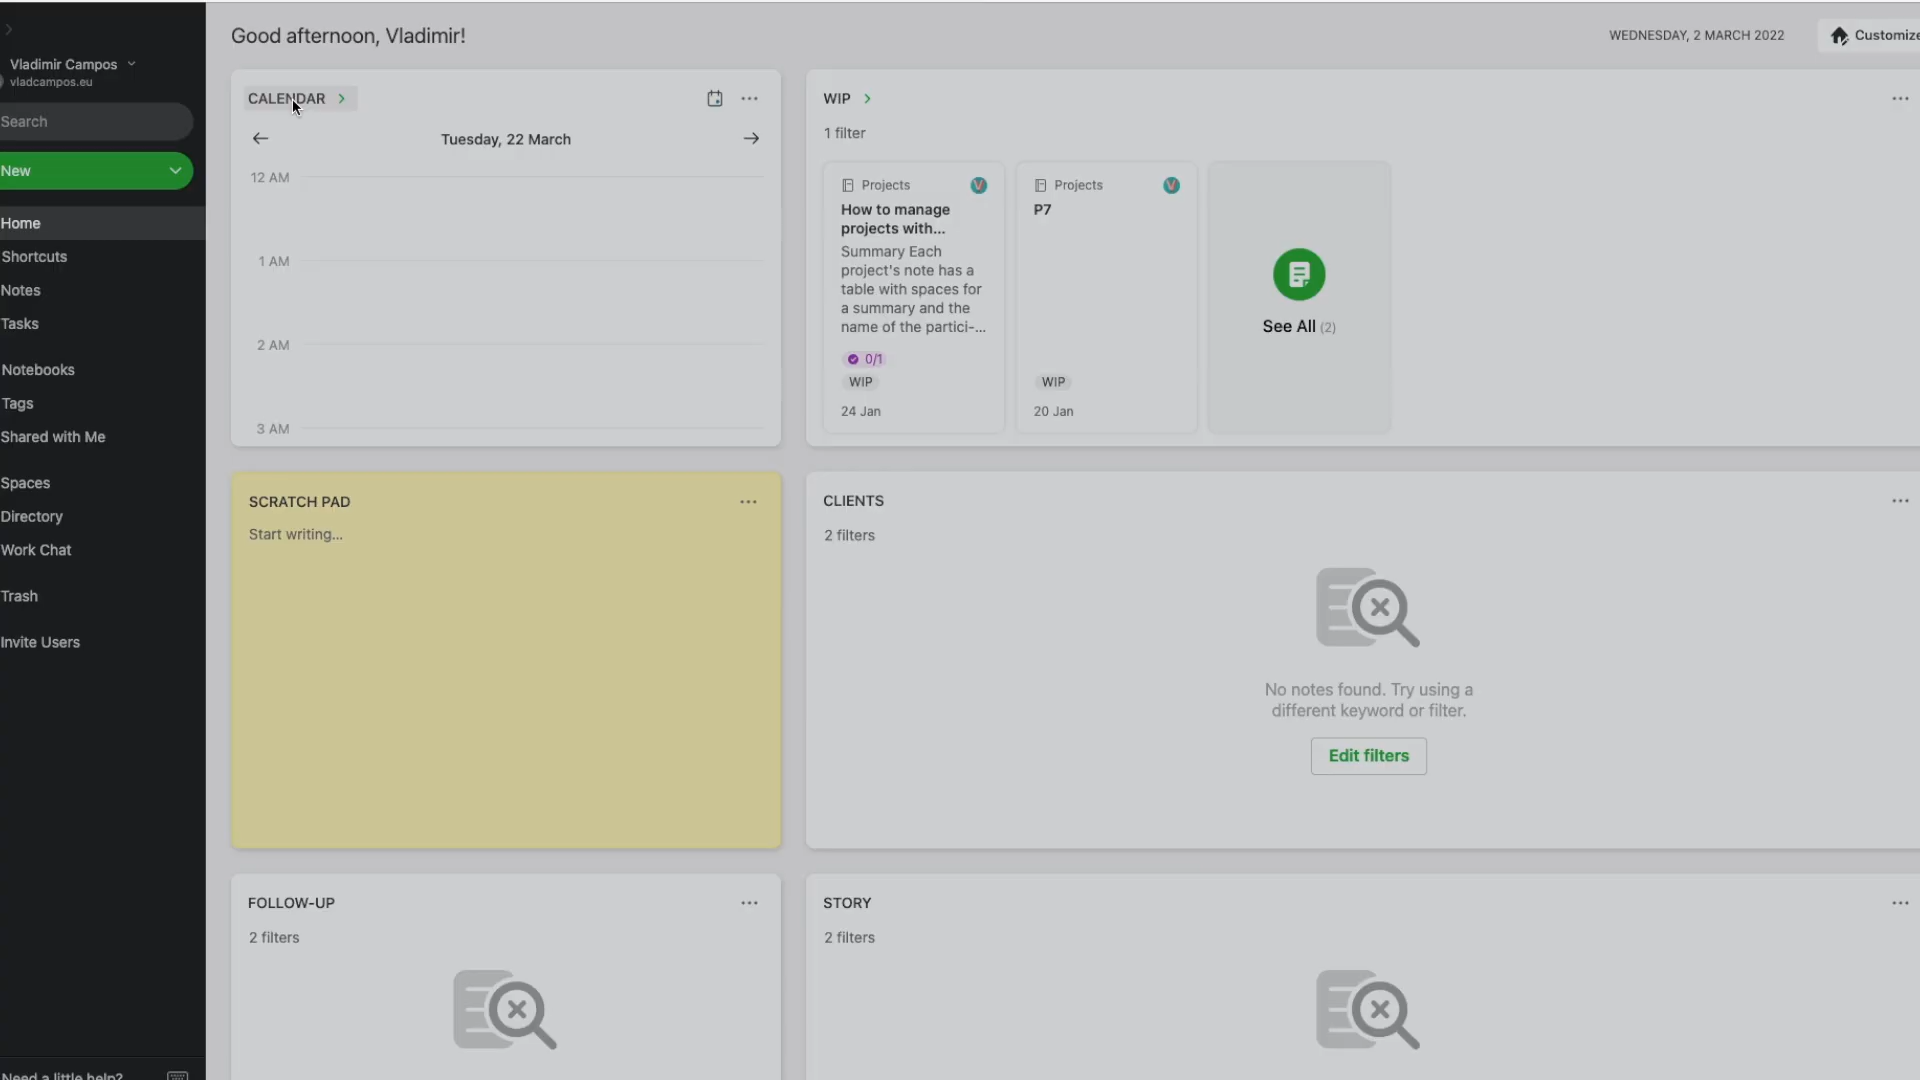 Good afternoon, Vladimir!
WEDNESDAY, 2 MARCH 2022
Customize
Vladimir Campos
vladcampos.eu
Search
New
Home
Shortcuts
Notes
Tasks
Notebooks
Tags
Shared with Me
Spaces
Directory
Work Chat
Trash
Invite Users
Need a little help?
CALENDAR
Tuesday, 22 March
12 AM
1 AM
2 AM
3 AM
WIP
1 filter
Projects
How to manage
projects with...
Summary Each
project's note has a
table with spaces for
a summary and the
name of the partici-...
0/1
WIP
24 Jan
Projects
P7
WIP
20 Jan
See All (2)
SCRATCH PAD
Start writing...
CLIENTS
2 filters
No notes found. Try using a
different keyword or filter.
Edit filters
FOLLOW-UP
2 filters
STORY
2 filters